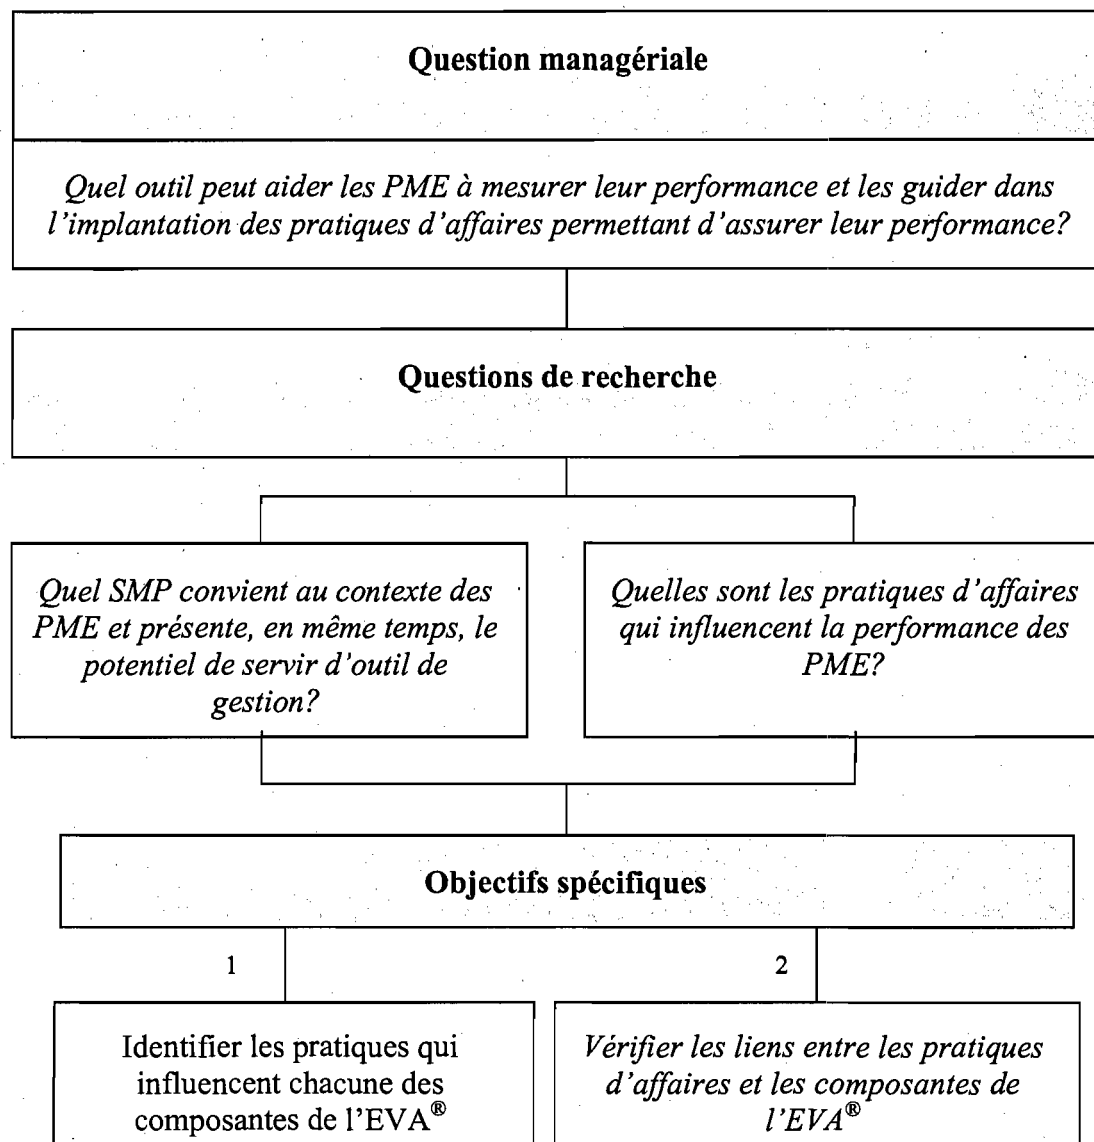 Question managériale
Quel outil peut aider les PME à mesurer leur performance et les guider dans
l'implantation des pratiques d'affaires permettant d'assurer leur performance?
Questions de recherche
Quel SMP convient au contexte des
PME et présente, en même temps, le
potentiel de servir d'outil de
gestion?
Quelles sont les pratiques d'affaires
qui influencent la performance des
PME?
Objectifs spécifiques
1
2
Identifier les pratiques qui
influencent chacune des
composantes de l'EVA®
Vérifier les liens entre les pratiques
d'affaires et les composantes de
l'EVA®